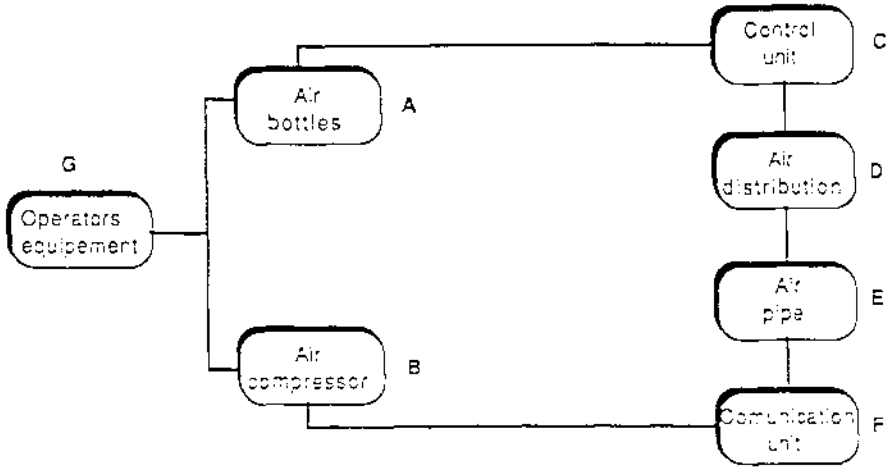 Control
unit
C
Air
bottles
A
Air
distribution
D
G
Operators
equipement
Air
pipe
E
Air
compressor
B
Comunication
unit
F